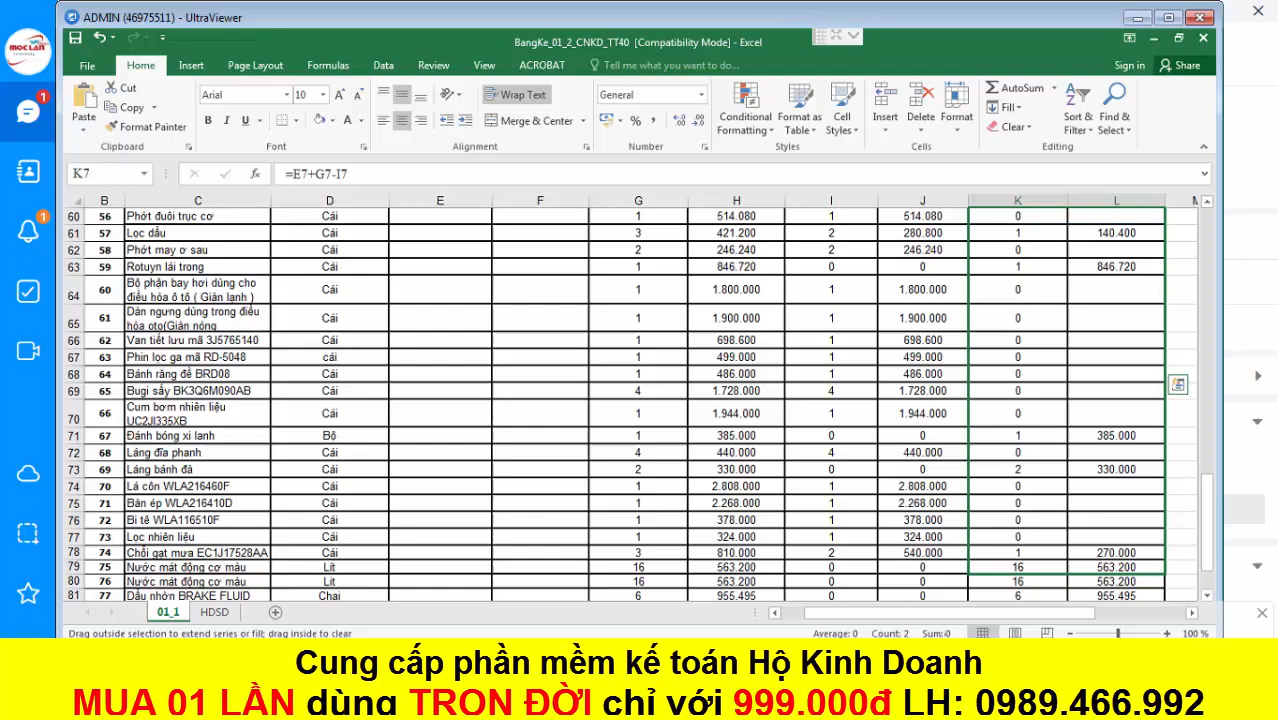 ADMIN (46975511) - UltraViewer
BangKe_01_2_CNKD_TT40 [Compatibility Mode] - Excel
MOC LAN
File Home Insert Page Layout Formulas Data Review View ACROBAT Tell me what you want to do... Sign in Share
Cut
Copy
Format Painter
Paste
Arial 10
B I U
Wrap Text
Merge & Center
General
Conditional Formatting Format as Table Cell Styles
Insert Delete Format
AutoSum
Fill
Clear
Sort & Filter Find & Select
Clipboard Font Alignment Number Styles Cells Editing
K7 =E7+G7-I7
B C D E F G H I J K L M
60 56 Phớt đuôi trục cơ Cái 1 514.080 1 514.080 0
61 57 Lọc dầu Cái 3 421.200 2 280.800 1 140.400
62 58 Phớt may ơ sau Cái 2 246.240 2 246.240 0
63 59 Rotuyn lái trong Cái 1 846.720 0 0 1 846.720
64 60 Bộ phận bay hơi dùng cho điều hòa ô tô ( Giàn lạnh ) Cái 1 1.800.000 1 1.800.000 0
65 61 Dàn ngưng dùng trong điều hòa oto(Giàn nóng Cái 1 1.900.000 1 1.900.000 0
66 62 Van tiết lưu mã 3J5765140 Cái 1 698.600 1 698.600 0
67 63 Phin lọc ga mã RD-5048 cái 1 499.000 1 499.000 0
68 64 Bánh răng đề BRD08 Cái 1 486.000 1 486.000 0
69 65 Bugi sấy BK3Q6M090AB Cái 4 1.728.000 4 1.728.000 0
70 66 Cum bơm nhiên liệu UC2JI335XB Cái 1 1.944.000 1 1.944.000 0
71 67 Đánh bóng xi lanh Bộ 1 385.000 0 0 1 385.000
72 68 Láng đĩa phanh Cái 4 440.000 4 440.000 0
73 69 Láng bánh đà Cái 2 330.000 0 0 2 330.000
74 70 Lá côn WLA216460F Cái 1 2.808.000 1 2.808.000 0
75 71 Bàn ép WLA216410D Cái 1 2.268.000 1 2.268.000 0
76 72 Bi tê WLA116510F Cái 1 378.000 1 378.000 0
77 73 Lọc nhiên liệu Cái 1 324.000 1 324.000 0
78 74 Chổi gạt mưa EC1J17528AA Cái 3 810.000 2 540.000 1 270.000
79 75 Nước mát động cơ màu Lít 16 563.200 0 0 16 563.200
80 76 Nước mát động cơ màu Lit 16 563.200 0 0 16 563.200
81 77 Dầu nhờn BRAKE FLUID Chai 6 955.495 0 0 6 955.495
01_1 HDSD
Drag outside selection to extend series or fill; drag inside to clear Average: 0 Count: 2 Sum: 0 100 %
1
1
Cung cấp phần mềm kế toán Hộ Kinh Doanh
MUA 01 LẦN dùng TRỌN ĐỜI chỉ với 999.000đ LH: 0989.466.992